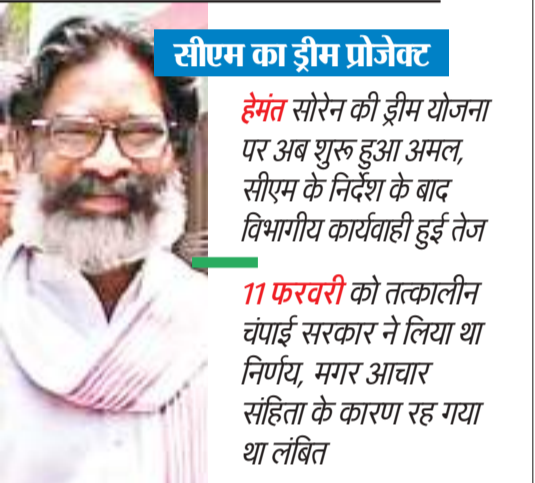 सीएम का ड्रीम प्रोजेक्ट
हेमंत सोरेन की ड्रीम योजना
पर अब शुरू हुआ अमल,
सीएम के निर्देश के बाद
विभागीय कार्यवाही हुई तेज
11 फरवरी को तत्कालीन
चंपाई सरकार ने लिया था
निर्णय, मगर आचार
संहिता के कारण रह गया
था लंबित